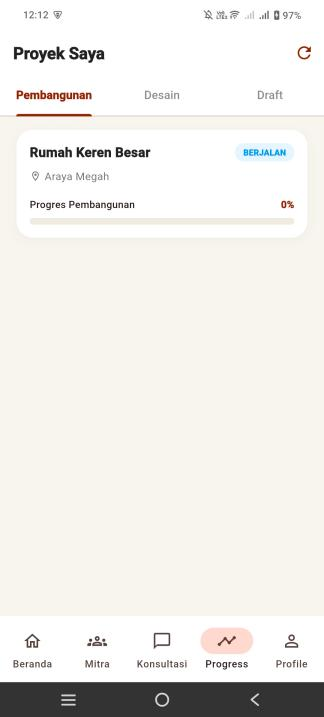 12:12
97%
Proyek Saya
Pembangunan
Desain
Draft
Rumah Keren Besar
BERJALAN
Araya Megah
Progres Pembangunan
0%
Beranda
Mitra
Konsultasi
Progress
Profile